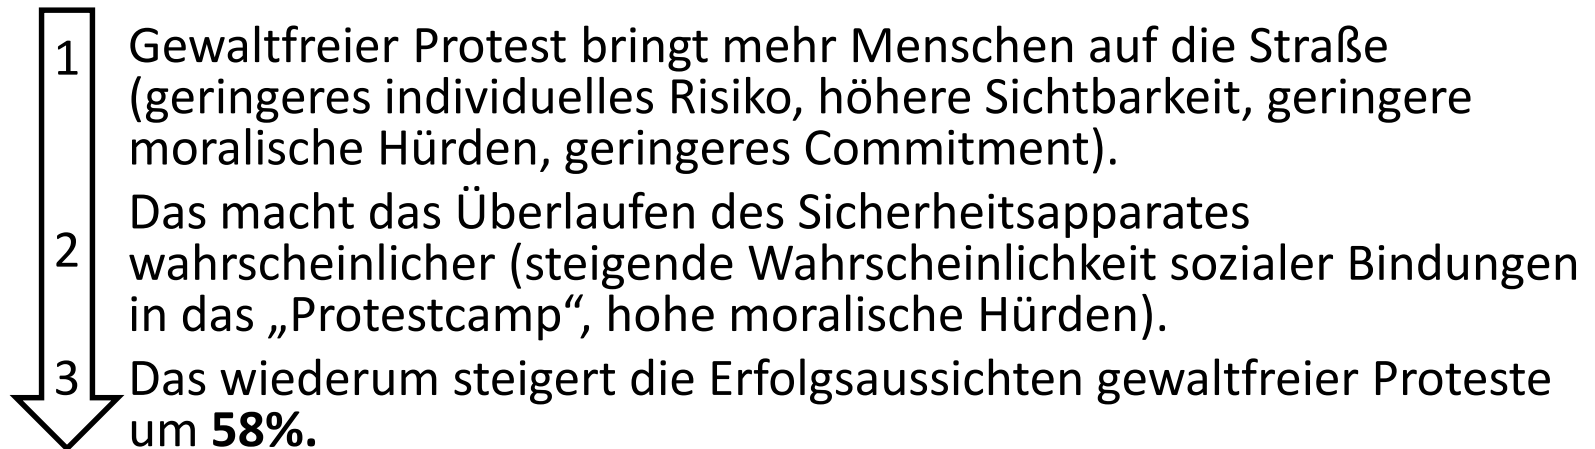 1 Gewaltfreier Protest bringt mehr Menschen auf die Straße
(geringeres individuelles Risiko, höhere Sichtbarkeit, geringere
moralische Hürden, geringeres Commitment).
Das macht das Überlaufen des Sicherheitsapparates
2 wahrscheinlicher (steigende Wahrscheinlichkeit sozialer Bindungen
in das „Protestcamp“, hohe moralische Hürden).
3 Das wiederum steigert die Erfolgsaussichten gewaltfreier Proteste
um 58%.